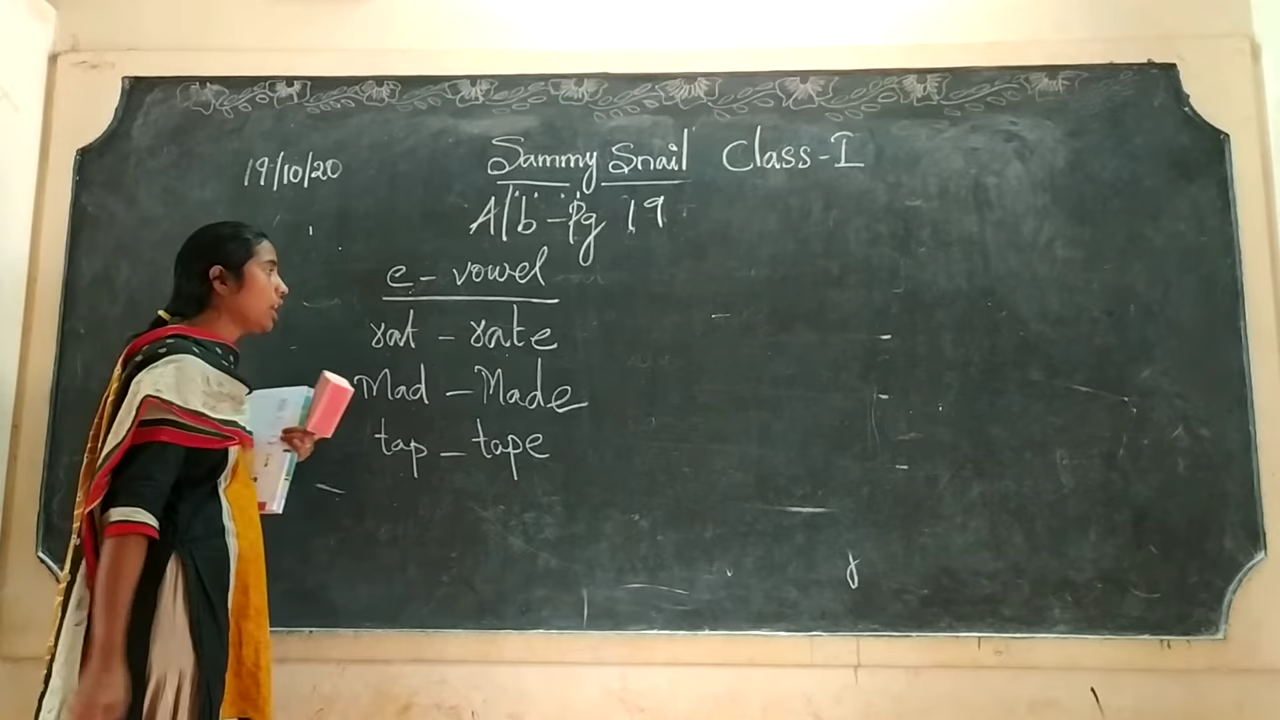 19/10/20
Sammy Snail Class-I
A/b - Pg 19
e - vowel
rat - rate
Mad - Made
tap - tape